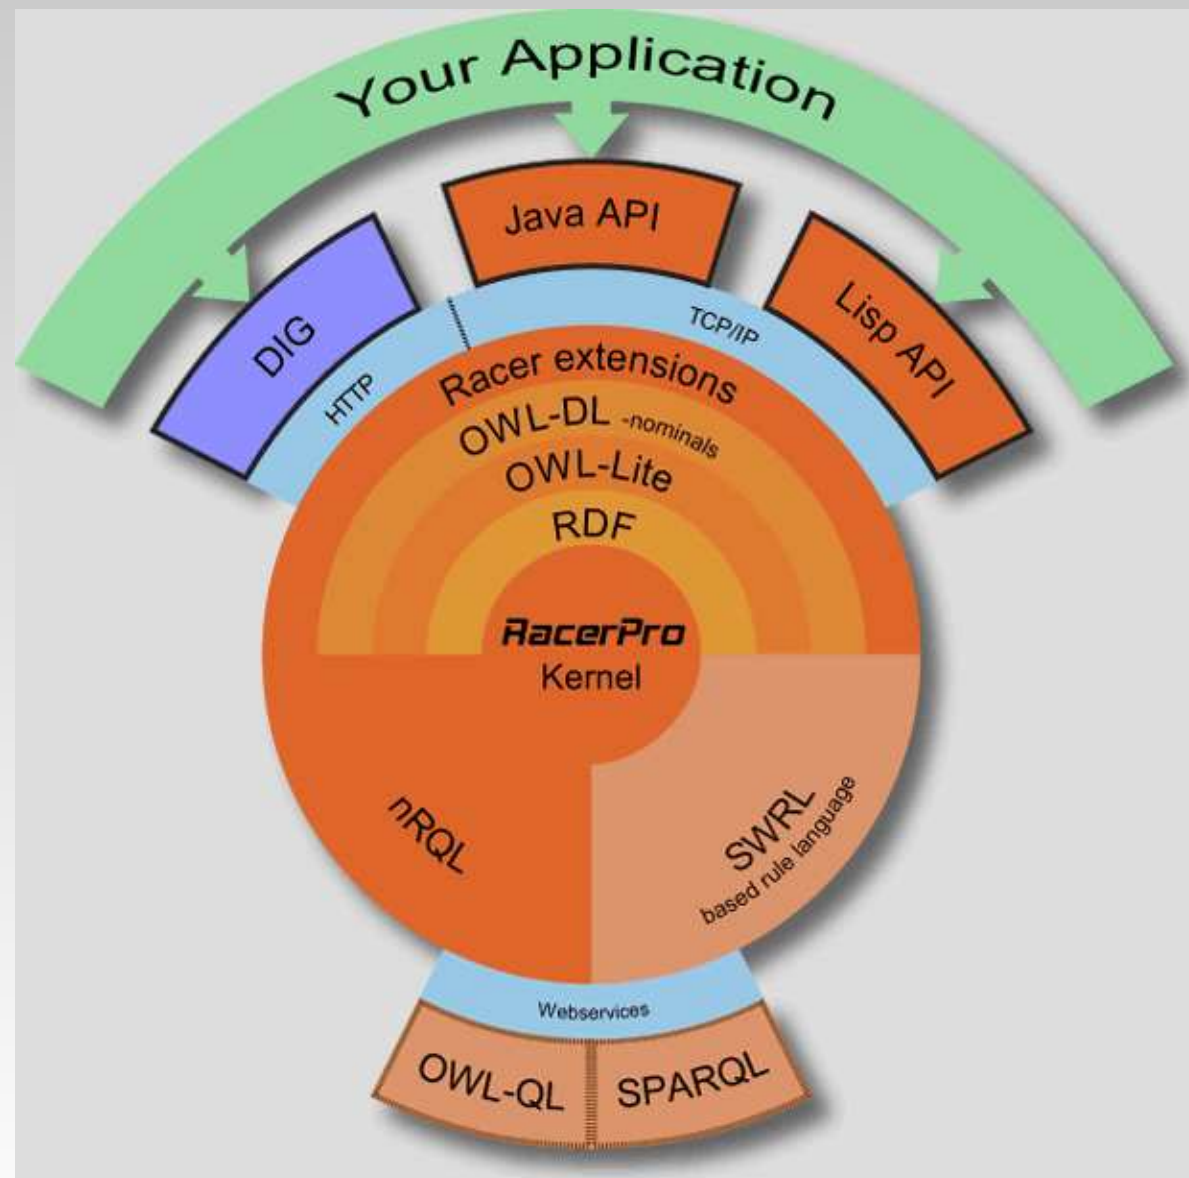 Your Application
Java API
DIG
Lisp API
HTTP
TCP/IP
Racer extensions
OWL-DL -nominals
OWL-Lite
RDF
RacerPro
Kernel
nRQL
SWRL
based rule language
Webservices
OWL-QL
SPARQL